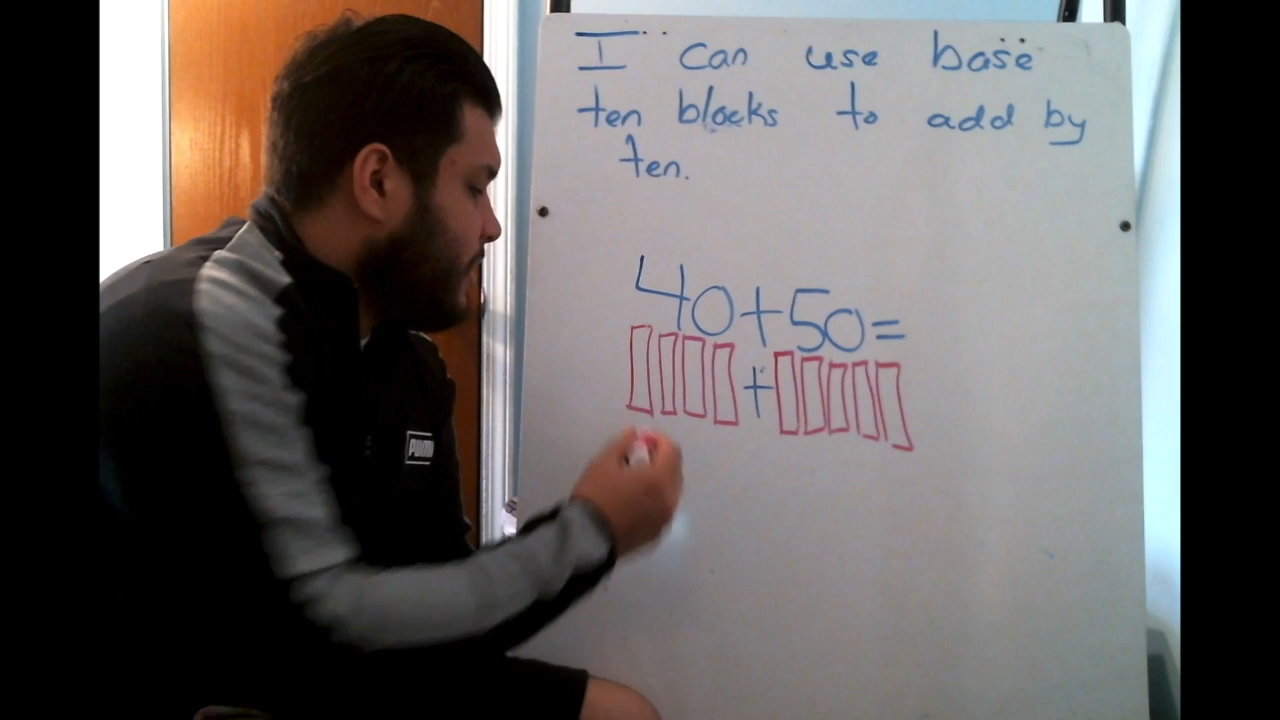 I can use base
ten blocks to add by
ten.
40+50=
+
PUMA